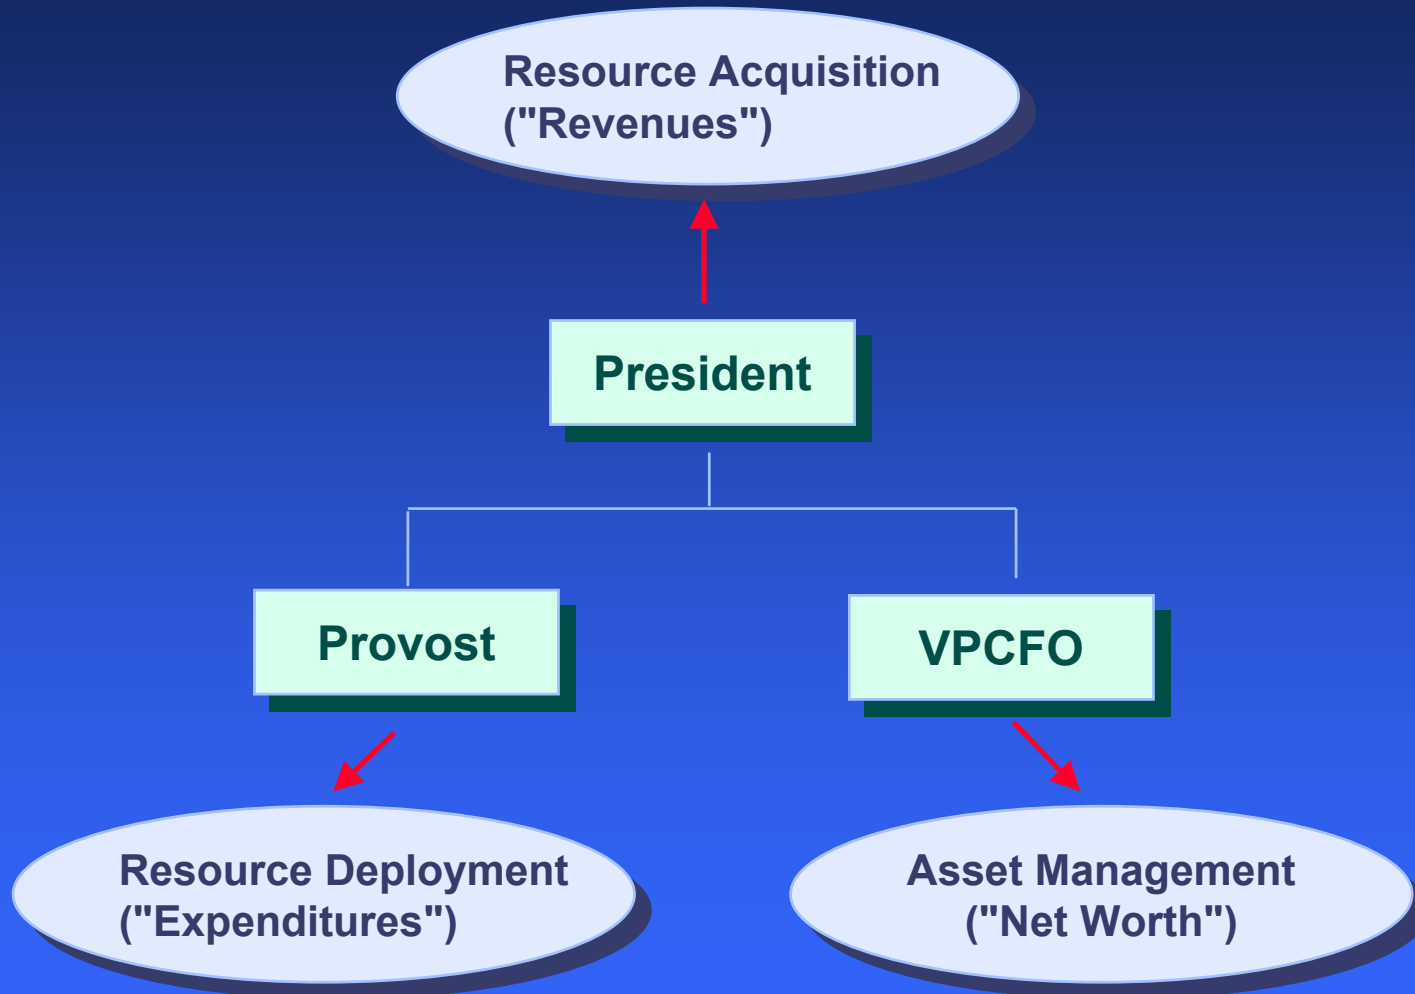 Resource Acquisition
("Revenues")
President
Provost
VPCFO
Resource Deployment
("Expenditures")
Asset Management
("Net Worth")